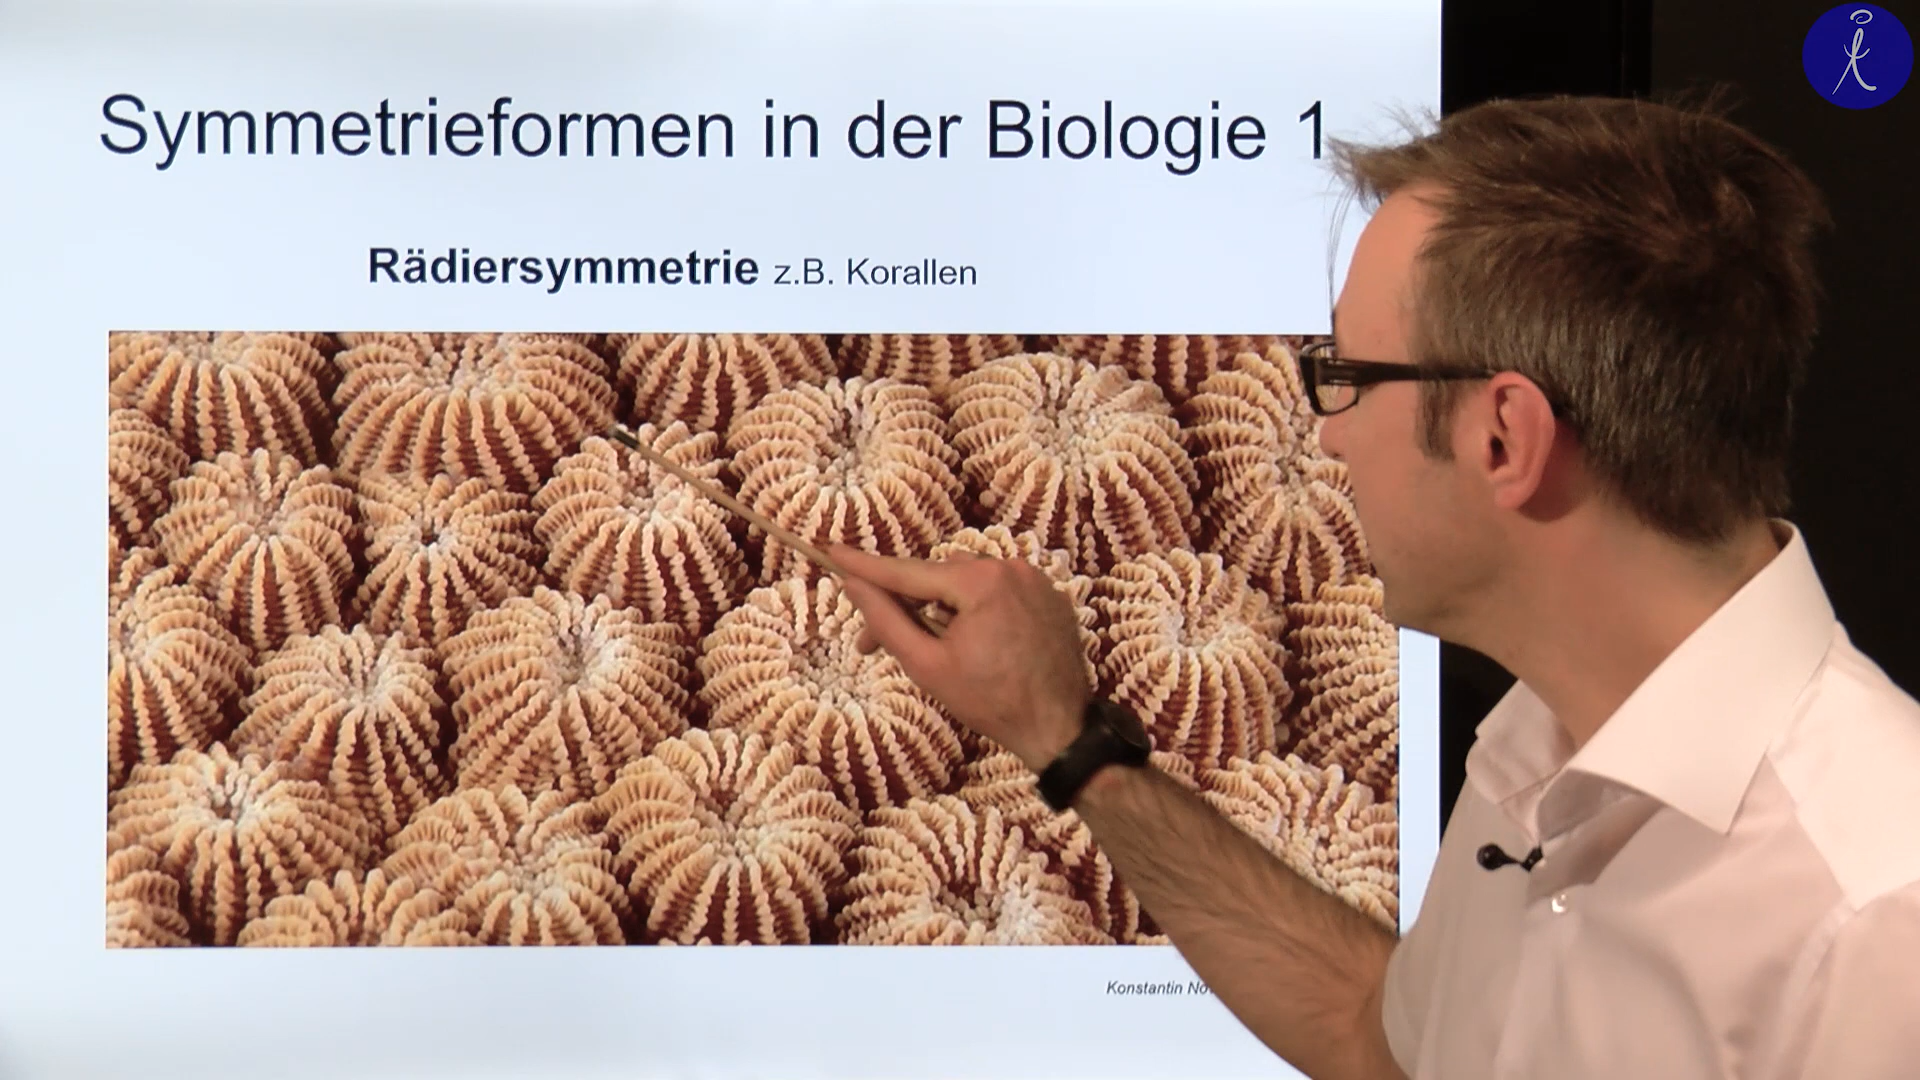 Symmetrieformen in der Biologie 1
Rädiersymmetrie z.B. Korallen
Konstantin